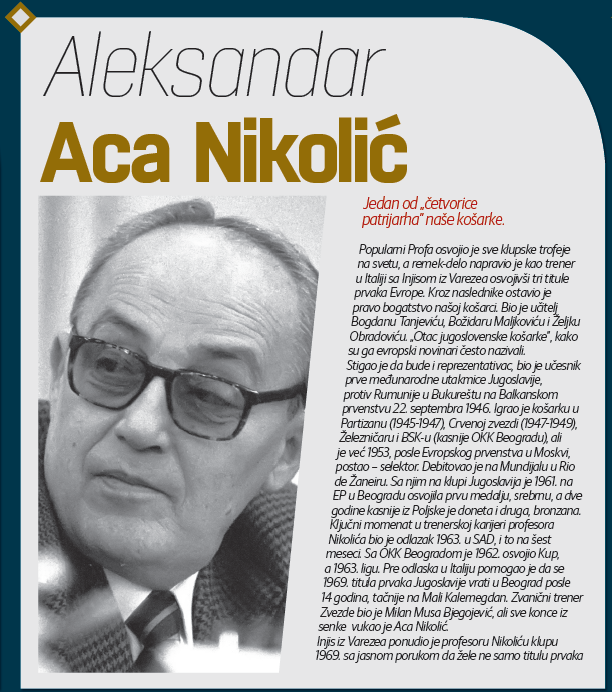 Aleksandar
Aca Nikolić
Jedan od „četvorice
patrijarha” naše košarke.
Popularni Profa osvojio je sve klupske trofeje
na svetu, a remek-delo napravio je kao trener
u Italiji sa Injisom iz Varezea osvojivši tri titule
prvaka Evrope. Kroz naslednike ostavio je
pravo bogatstvo našoj košarci. Bio je učitelj
Bogdanu Tanjeviću, Božidaru Maljkoviću i Željku
Obradoviću. „Otac jugoslovenske košarke”, kako
su ga evropski novinari često nazivali.
Stigao je da bude i reprezentativac, bio je učesnik
prve međunarodne utakmice Jugoslavije,
protiv Rumunije u Bukureštu na Balkanskom
prvenstvu 22. septembra 1946. Igrao je košarku u
Partizanu (1945-1947), Crvenoj zvezdi (1947-1949),
Železničaru i BSK-u (kasnije OKK Beogradu), ali
je već 1953, posle Evropskog prvenstva u Moskvi,
postao – selektor. Debitovao je na Mundijalu u Rio
de Žaneiru. Sa njim na klupi Jugoslavija je 1961. na
EP u Beogradu osvojila prvu medalju, srebrnu, a dve
godine kasnije iz Poljske je doneta i druga, bronzana.
Ključni momenat u trenerskoj karijeri profesora
Nikolića bio je odlazak 1963. u SAD, i to na šest
meseci. Sa OKK Beogradom je 1962. osvojio Kup,
a 1963. ligu. Pre odlaska u Italiju pomogao je da se
1969. titula prvaka Jugoslavije vrati u Beograd posle
14 godina, tačnije na Mali Kalemegdan. Zvanični trener
Zvezde bio je Milan Musa Bjegojević, ali sve konce iz
senke vukao je Aca Nikolić.
Injis iz Varezea ponudio je profesoru Nikoliću klupu
1969. sa jasnom porukom da žele ne samo titulu prvaka